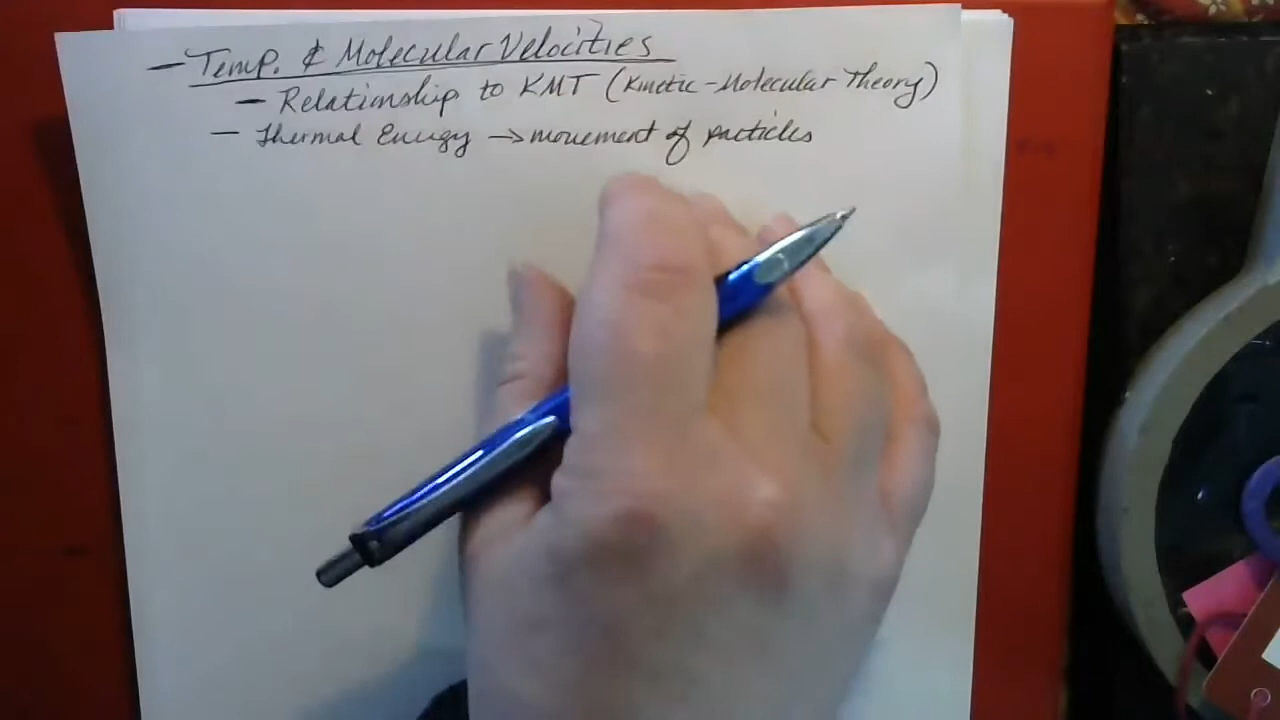 - Temp. & Molecular Velocities
- Relationship to KMT (Kinetic-Molecular Theory)
- Thermal Energy → movement of particles